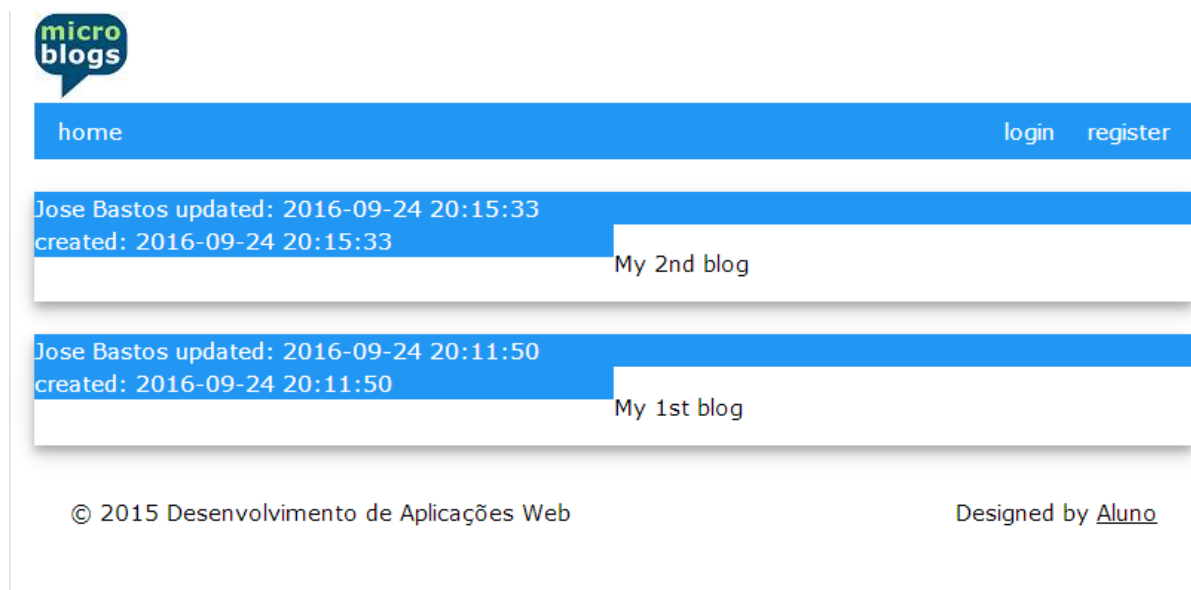 micro
blogs
home login register
Jose Bastos updated: 2016-09-24 20:15:33
created: 2016-09-24 20:15:33
My 2nd blog
Jose Bastos updated: 2016-09-24 20:11:50
created: 2016-09-24 20:11:50
My 1st blog
© 2015 Desenvolvimento de Aplicações Web Designed by Aluno